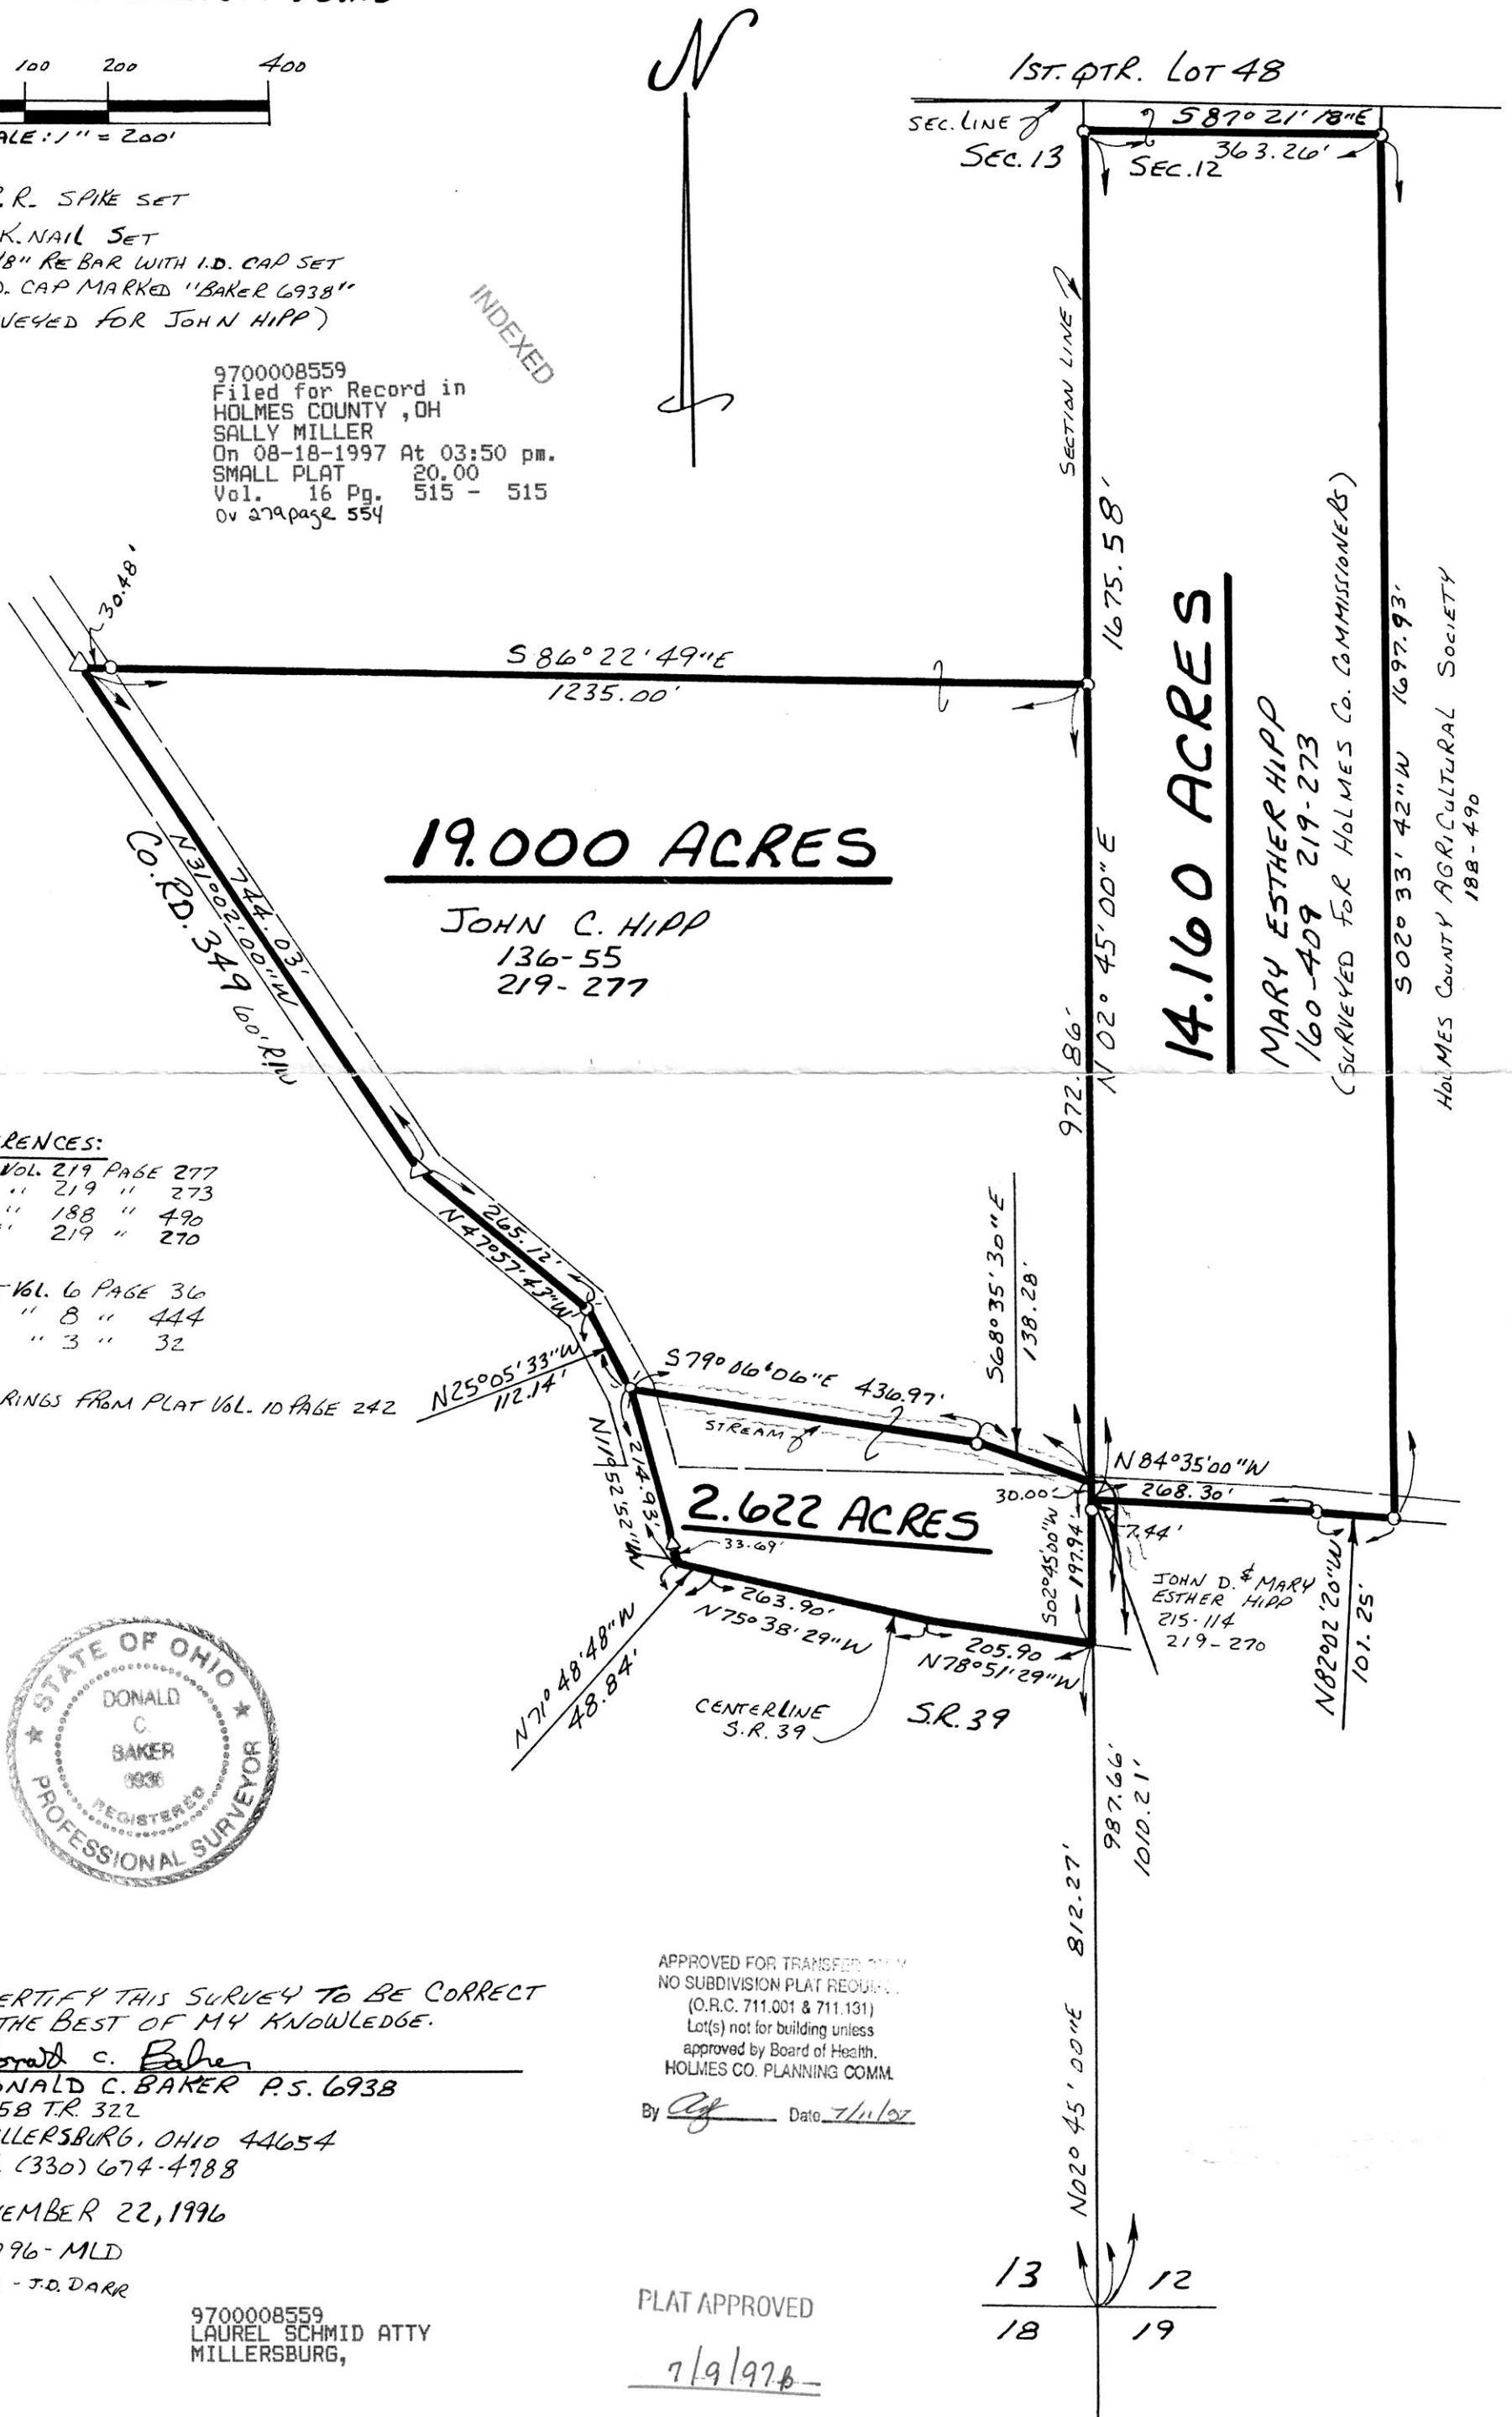 N
100 200 400
SCALE: 1" = 200'
1ST. QTR. LOT 48
SEC. LINE
S 87° 21' 18" E
363.26'
SEC. 13
SEC. 12
R. SPIKE SET
K. NAIL SET
/8" REBAR WITH I.D. CAP SET
CAP MARKED "BAKER 6938"
VEYED FOR JOHN HIPP)
INDEXED
9700008559
Filed for Record in
HOLMES COUNTY ,OH
SALLY MILLER
On 08-18-1997 At 03:50 pm.
SMALL PLAT 20.00
Vol. 16 Pg. 515 - 515
page 554
SECTION LINE
1675.58'
30.48'
S 86° 22' 49" E
1235.00'
19.000 ACRES
JOHN C. HIPP
136-55
219-277
744.03'
N 31° 02' 00" W
CO. RD. 349 60' R/W
972.86'
N 02° 45' 00" E
14.160 ACRES
MARY ESTHER HIPP
160-409 219-273
(SURVEYED FOR HOLMES CO. COMMISSIONERS)
S 02° 33' 42" W 1697.93'
HOLMES COUNTY AGRICULTURAL SOCIETY
188-490
RENCES:
VOL. 219 PAGE 277
" 219 " 273
" 188 " 490
" 219 " 270
VOL. 6 PAGE 36
" 8 " 444
" 3 " 32
RINGS FROM PLAT VOL. 10 PAGE 242
265.12'
N 47° 57' 43" W
N 25° 05' 33" W
112.14'
S 79° 06' 06" E 436.97'
STREAM
S 68° 35' 30" E
138.28'
N 11° 52' 52" W
214.93'
33.69'
2.622 ACRES
30.00'
S 02° 45' 00" W
197.94'
N 84° 35' 00" W
268.30'
7.44'
JOHN D. & MARY
ESTHER HIPP
215-114
219-270
N 82° 02' 20" W
101.25'
N 71° 48' 48" W
48.84'
263.90'
N 75° 38' 29" W
205.90
N 78° 51' 29" W
CENTERLINE
S.R. 39
S.R. 39
987.66'
1010.21'
N 02° 45' 00" E 812.27'
STATE OF OHIO
DONALD
C.
BAKER
REGISTERED
PROFESSIONAL SURVEYOR
ERTIFY THIS SURVEY TO BE CORRECT
THE BEST OF MY KNOWLEDGE.
Donald C. Baker
ONALD C. BAKER P.S. 6938
58 T.R. 322
LLERSBURG, OHIO 44654
(330) 674-4788
EMBER 22, 1996
96 - MLD
- J.D. DARR
9700008559
LAUREL SCHMID ATTY
MILLERSBURG,
APPROVED FOR TRANSFER
NO SUBDIVISION PLAT
(O.R.C. 711.001 & 711.131)
Lot(s) not for building unless
approved by Board of Health.
HOLMES CO. PLANNING COMM.
By Date 7/11/97
PLAT APPROVED
7/9/97
13 12
18 19